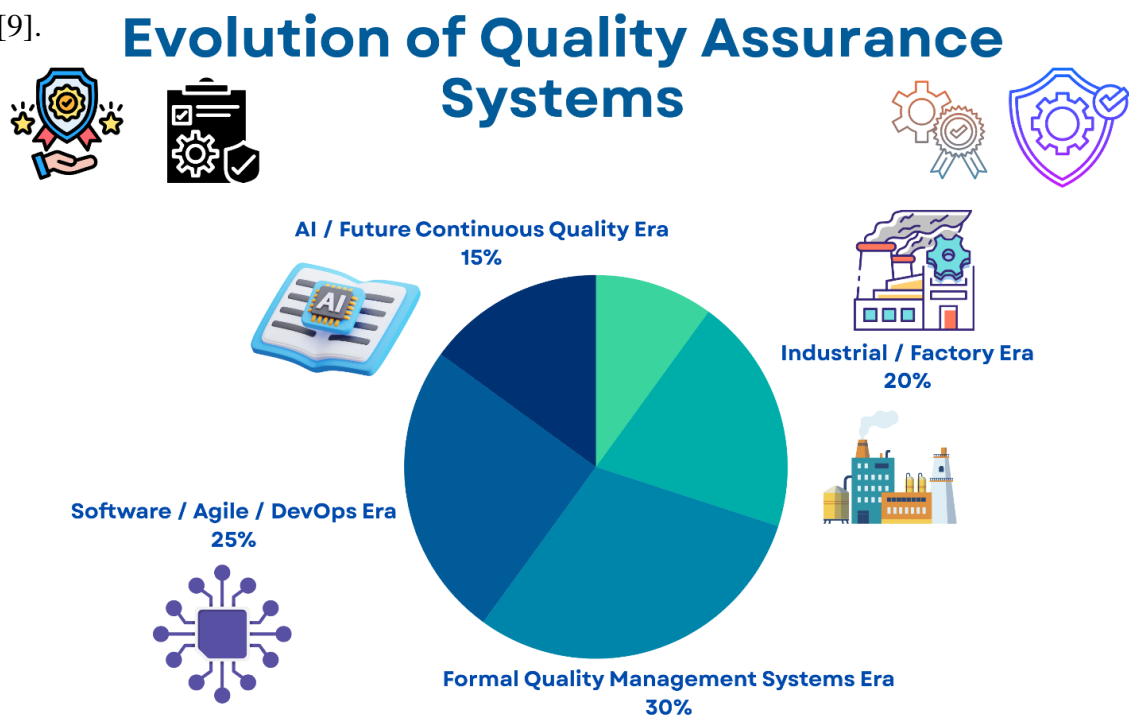 [9].
Evolution of Quality Assurance
Systems
AI / Future Continuous Quality Era
15%
AI
Industrial / Factory Era
20%
Software / Agile / DevOps Era
25%
Formal Quality Management Systems Era
30%